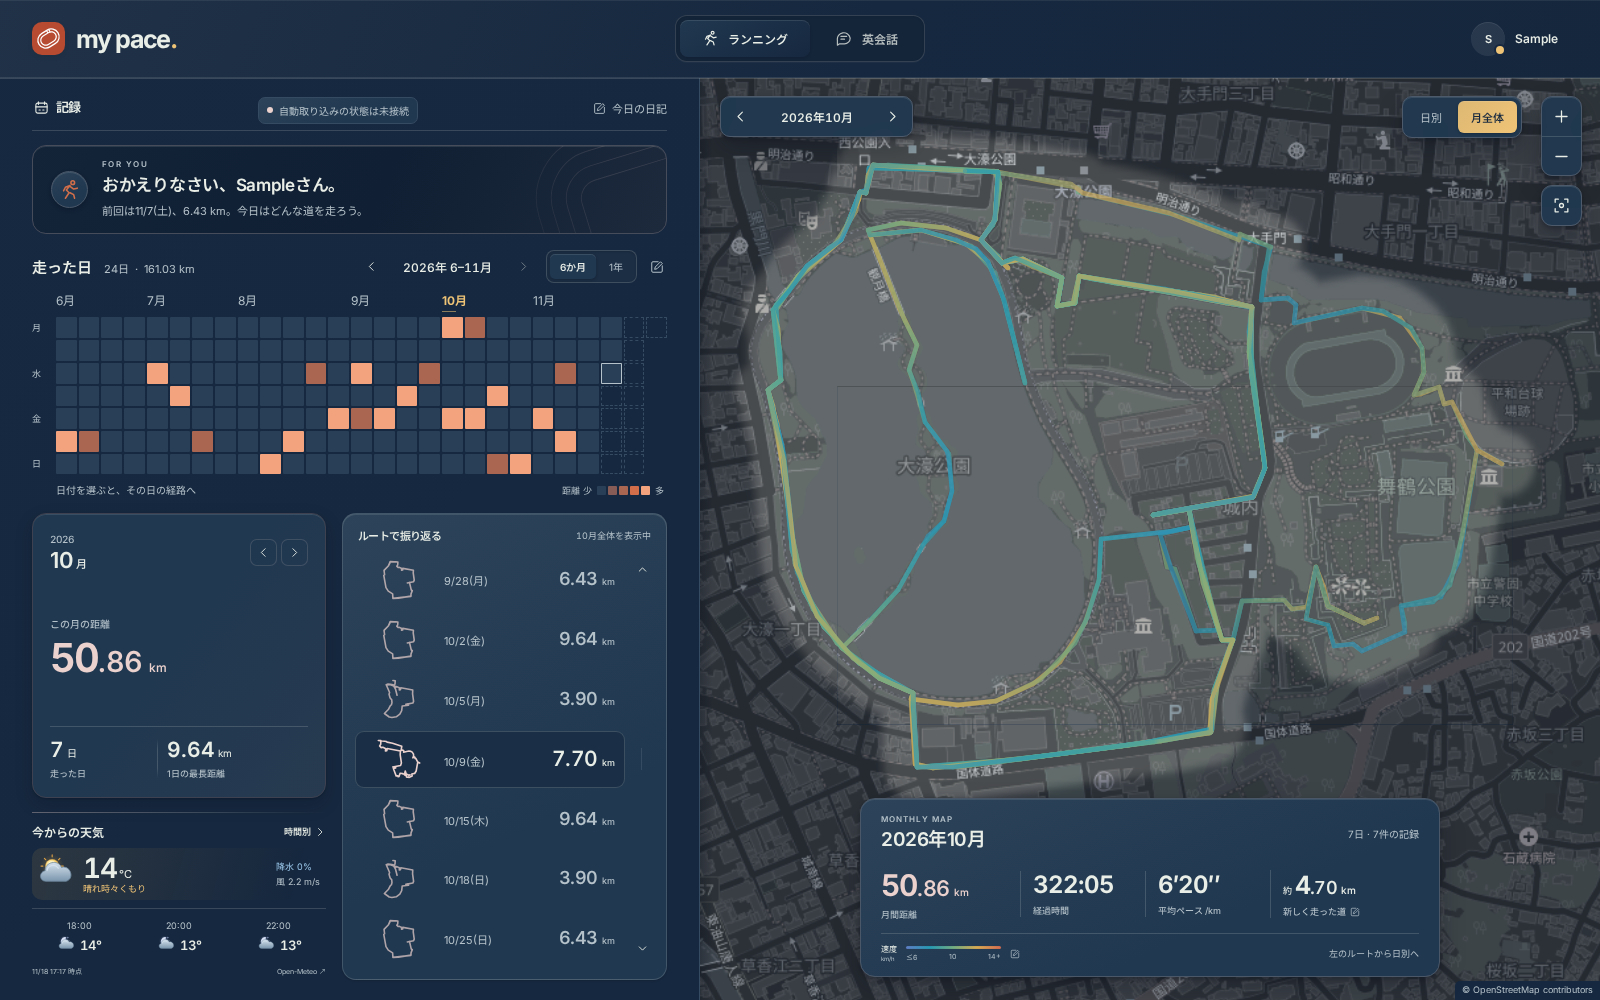 my pace.
ランニング
英会話
S
Sample
記録
自動取り込みの状態は未接続
今日の日記
FOR YOU
おかえりなさい、Sampleさん。
前回は11/7(土)、6.43 km。今日はどんな道を走ろう。
走った日
24日 · 161.03 km
2026年 6–11月
6か月
1年
6月
7月
8月
9月
10月
11月
月
水
金
日
日付を選ぶと、その日の経路へ
距離 少
多
2026
10月
この月の距離
50.86 km
7日
走った日
9.64 km
1日の最長距離
今からの天気
時間別
14°C
晴れ時々くもり
降水 0%
風 2.2 m/s
18:00
14°
20:00
13°
22:00
13°
11/18 17:17 時点
Open-Meteo ↗
ルートで振り返る
10月全体を表示中
9/28(月)
6.43 km
10/2(金)
9.64 km
10/5(月)
3.90 km
10/9(金)
7.70 km
10/15(木)
9.64 km
10/18(日)
3.90 km
10/25(日)
6.43 km
2026年10月
日別
月全体
大手門三丁目
西公園入
明治通り
大濠公園
大濠公園
明治通り
昭和通り
昭和通り
大手門
大手門一丁目
明治通り
観月橋
平和台球
場跡
大濠公園
舞鶴公園
城内
P
市立警固
中学校
大濠一丁目
202
国道202号
P
国体道路
赤坂三丁目
国体道路
赤坂公園
H
石蔵病院
草香江三丁目
桜坂二丁目
MONTHLY MAP
2026年10月
7日 · 7件の記録
50.86 km
月間距離
322:05
経過時間
6′20″
平均ペース /km
約 4.70 km
新しく走った道
速度
km/h
≤6
10
14+
左のルートから日別へ
© OpenStreetMap contributors